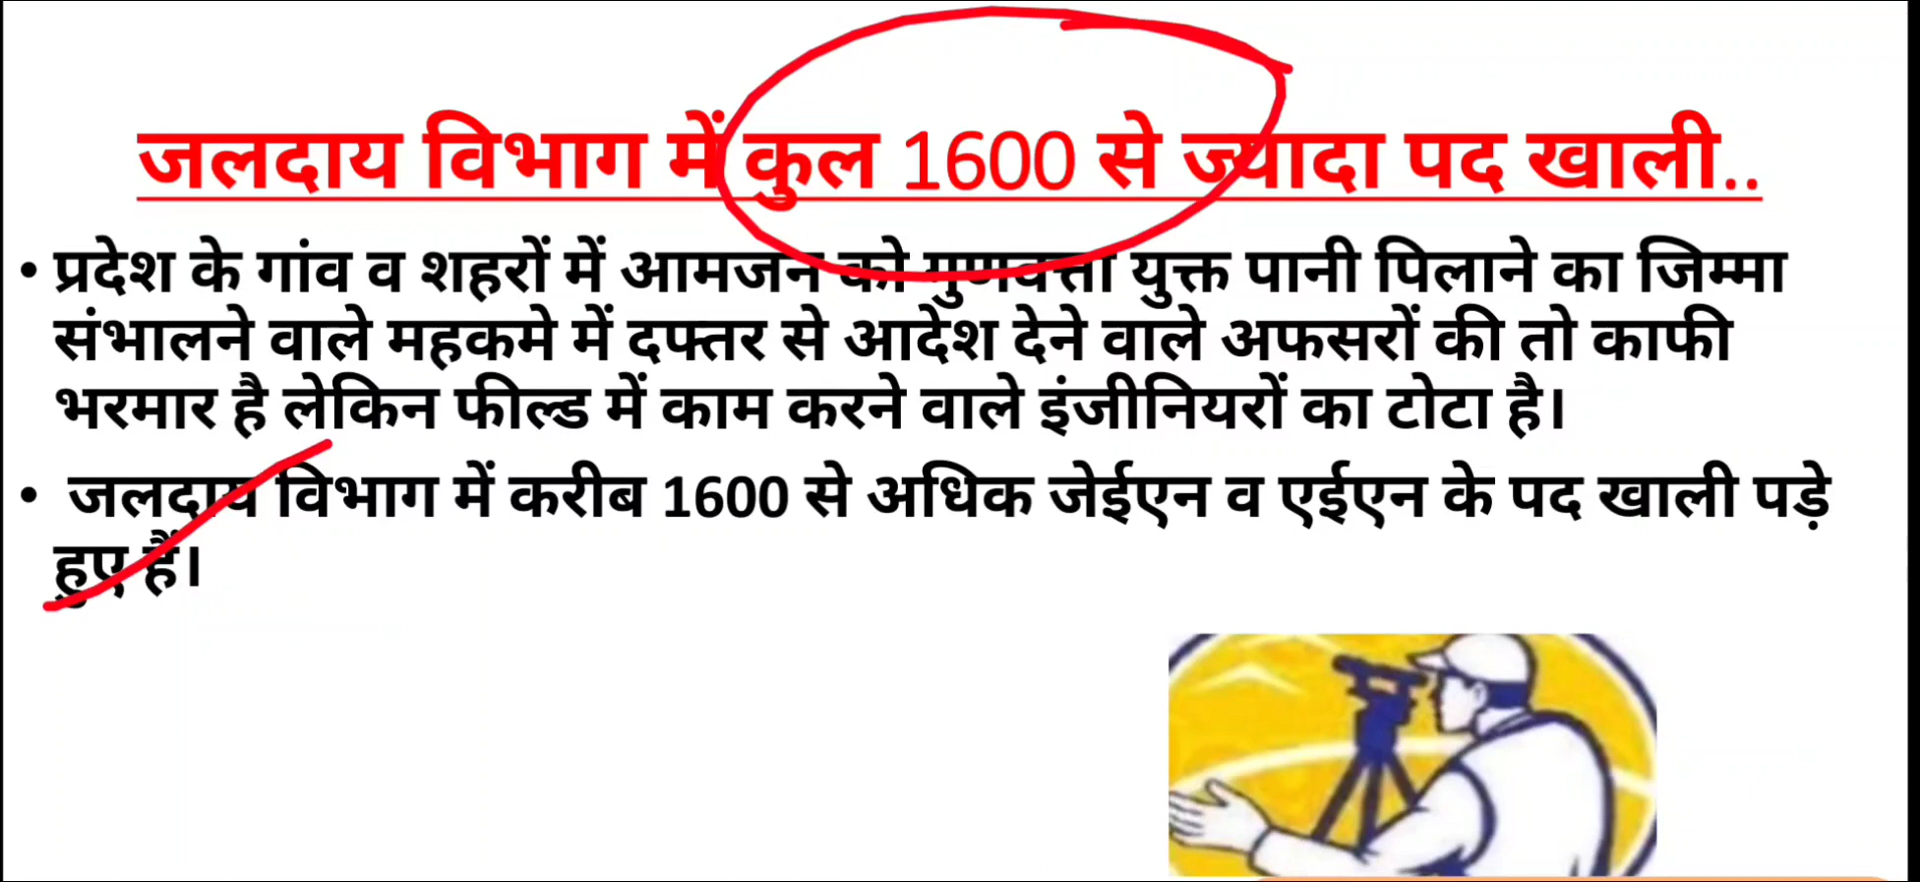 जलदाय विभाग में कुल 1600 से ज्यादा पद खाली..
• प्रदेश के गांव व शहरों में आमजन को गुणवत्ता युक्त पानी पिलाने का जिम्मा
संभालने वाले महकमे में दफ्तर से आदेश देने वाले अफसरों की तो काफी
भरमार है लेकिन फील्ड में काम करने वाले इंजीनियरों का टोटा है।
• जलदाय विभाग में करीब 1600 से अधिक जेईएन व एईएन के पद खाली पड़े
हुए हैं।